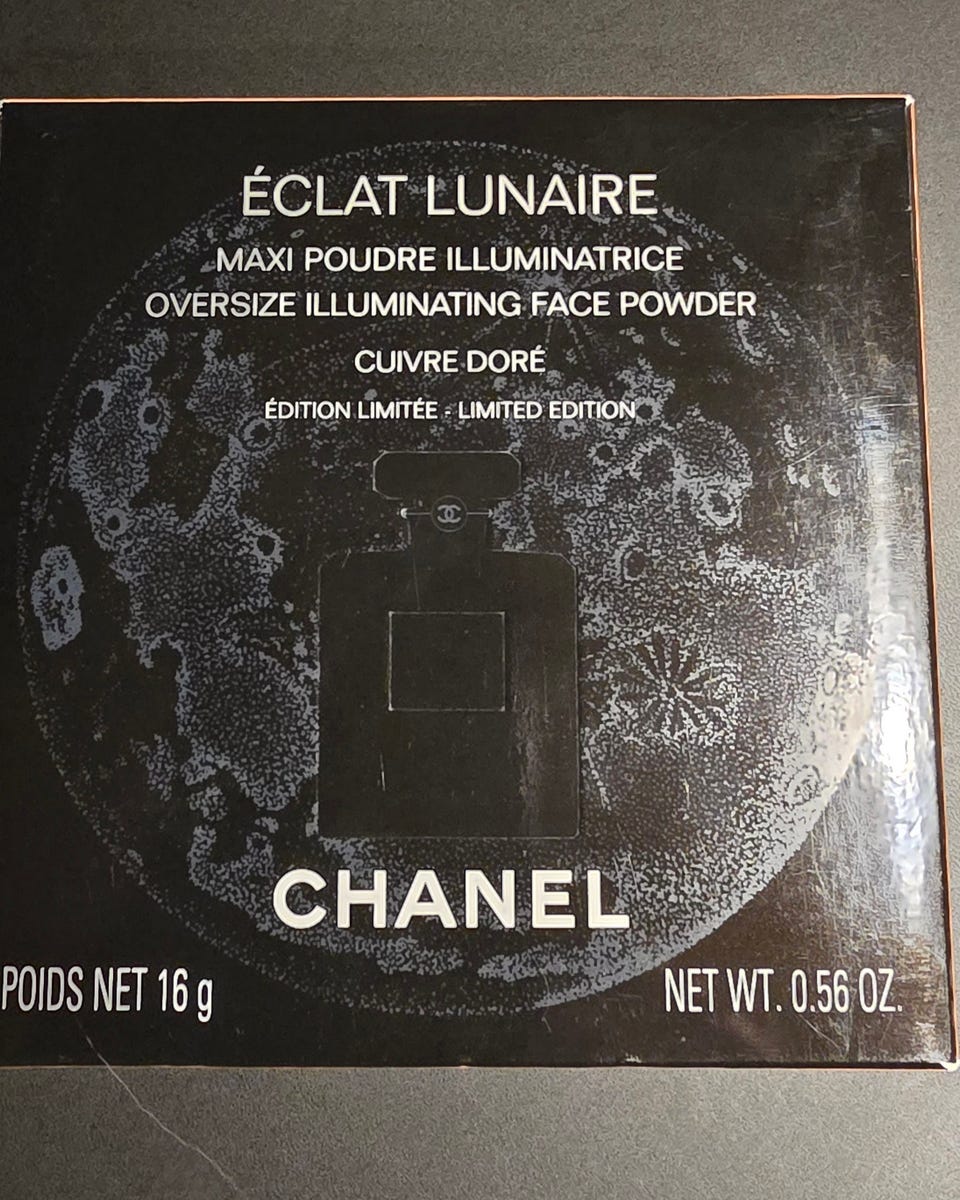 ÉCLAT LUNAIRE
MAXI POUDRE ILLUMINATRICE
OVERSIZE ILLUMINATING FACE POWDER
CUIVRE DORÉ
ÉDITION LIMITÉE - LIMITED EDITION
CHANEL
POIDS NET 16 g NET WT. 0.56 OZ.